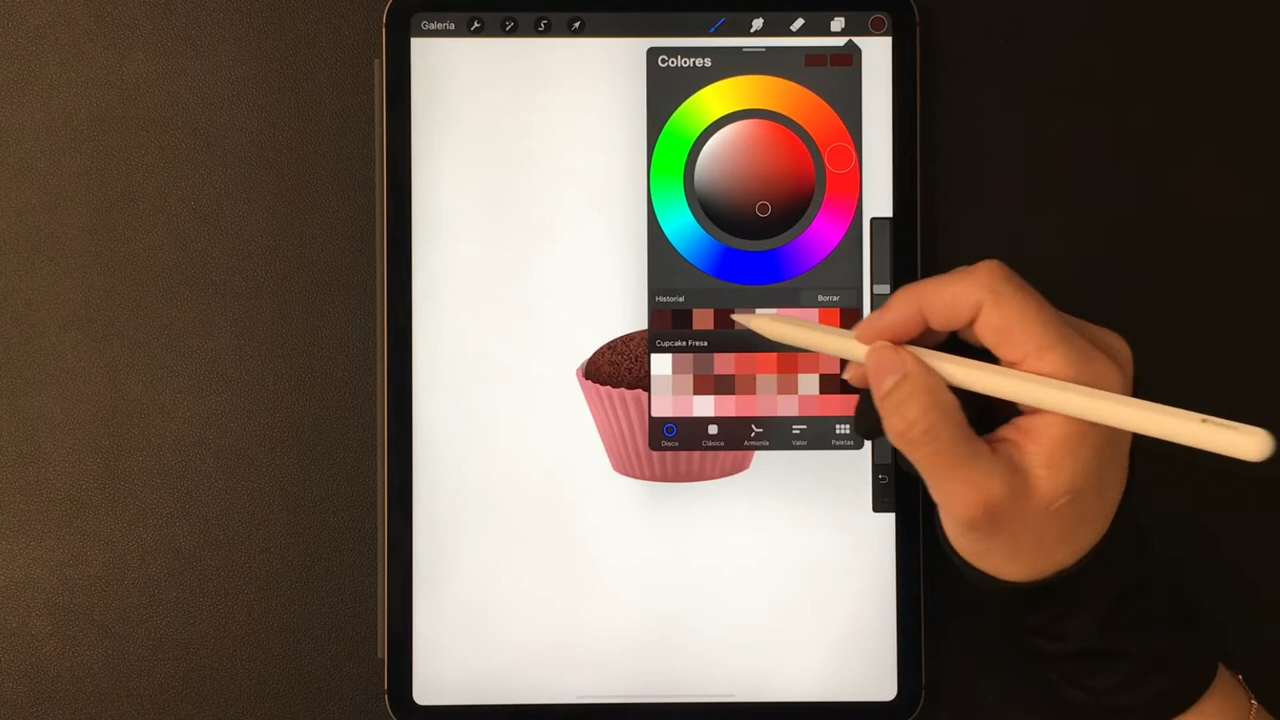 Galería
Colores
Historial Borrar
Cupcake Fresa
Disco Clásico Armonía Valor Paletas